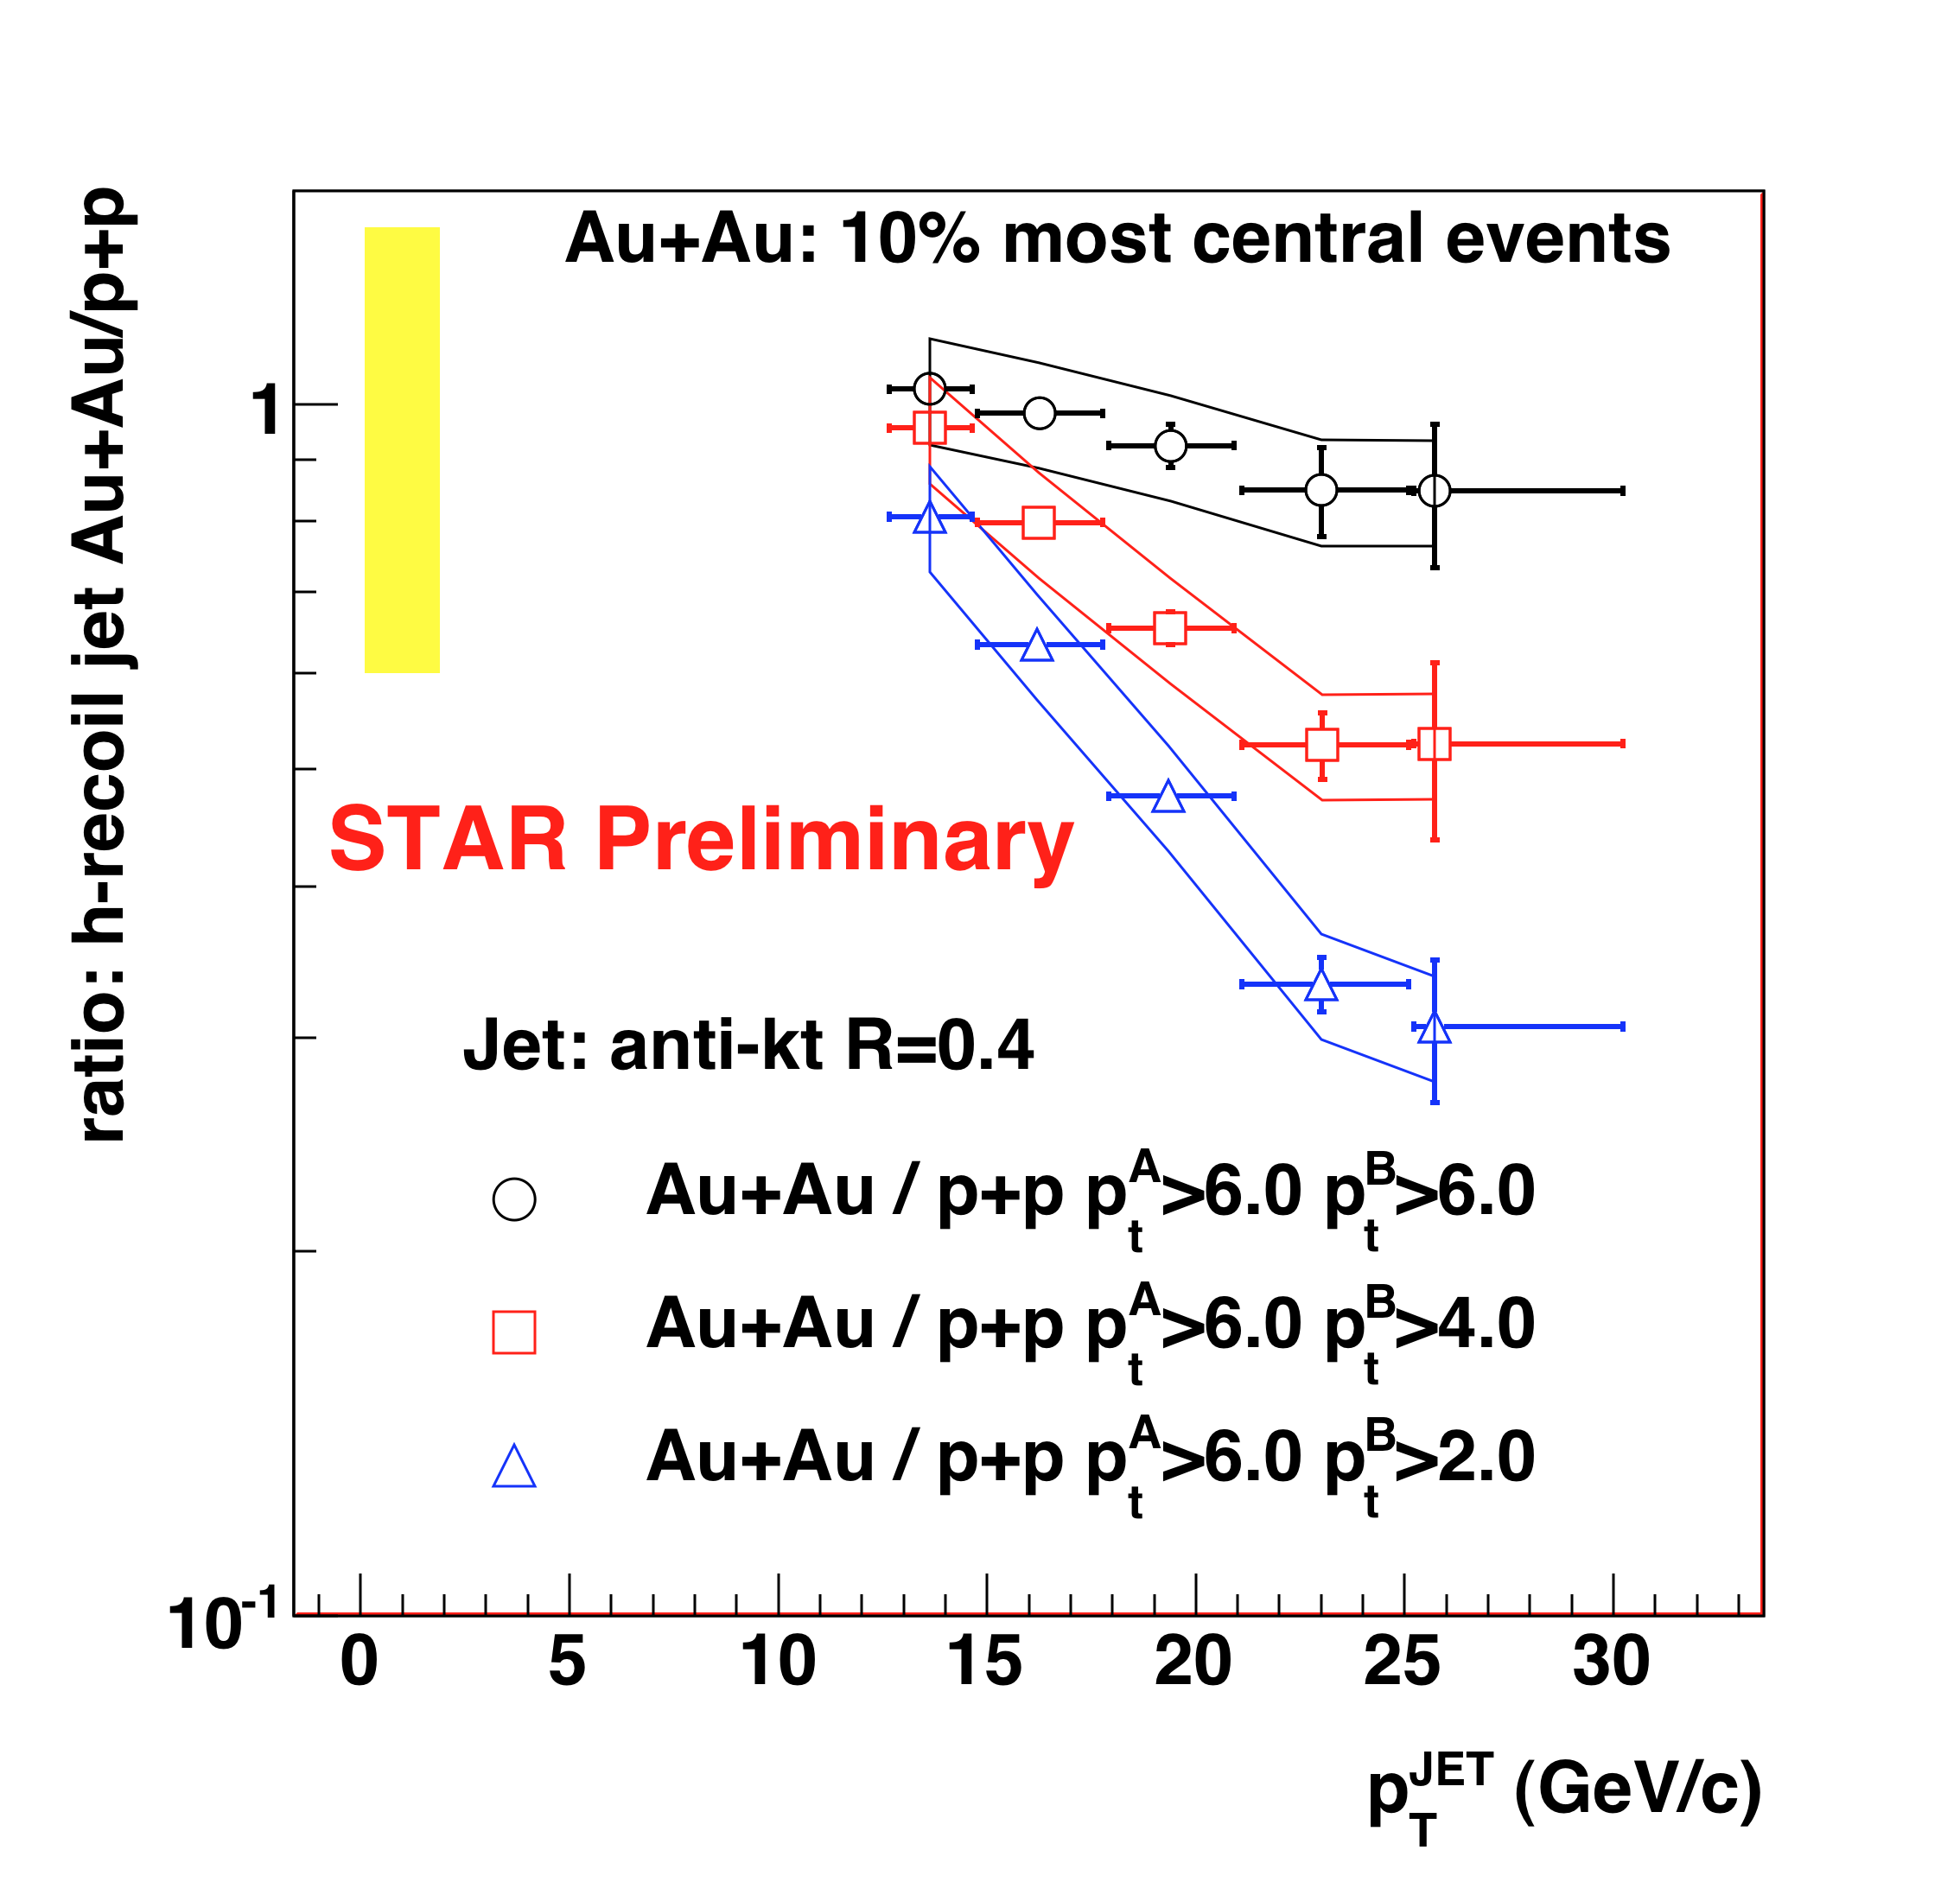 Au+Au: 10% most central events
ratio: h-recoil jet Au+Au/p+p
1
STAR Preliminary
Jet: anti-kt R=0.4
Au+Au / p+p p_t^A>6.0 p_t^B>6.0
Au+Au / p+p p_t^A>6.0 p_t^B>4.0
Au+Au / p+p p_t^A>6.0 p_t^B>2.0
10^-1
0 5 10 15 20 25 30
p_T^JET (GeV/c)